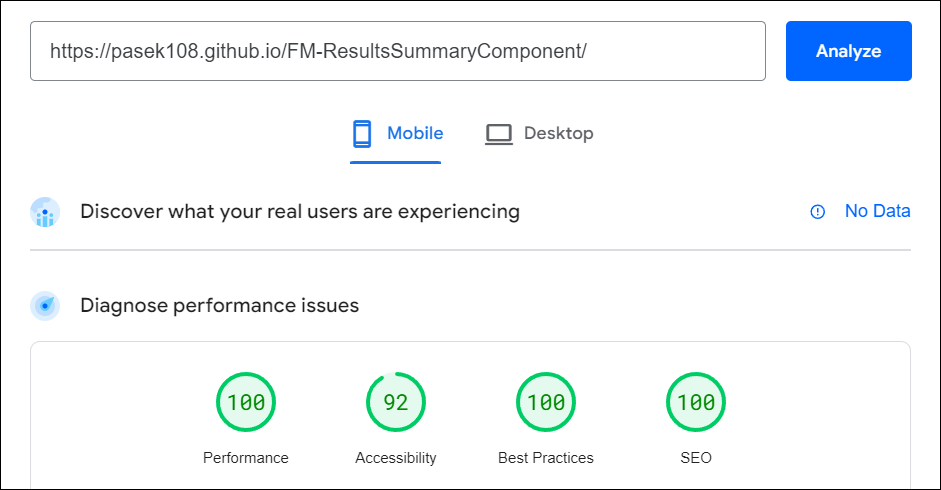 https://pasek108.github.io/FM-ResultsSummaryComponent/
Analyze
Mobile
Desktop
Discover what your real users are experiencing
No Data
Diagnose performance issues
100
92
100
100
Performance
Accessibility
Best Practices
SEO